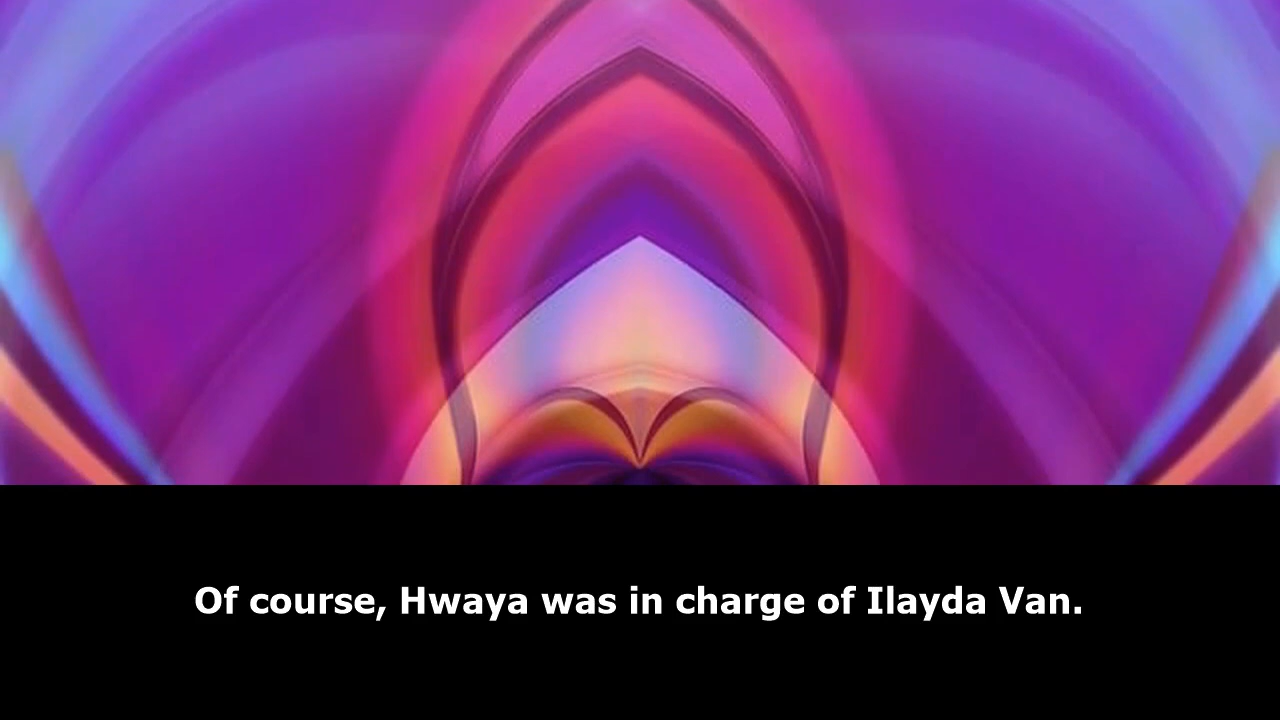 Of course, Hwaya was in charge of Ilayda Van.